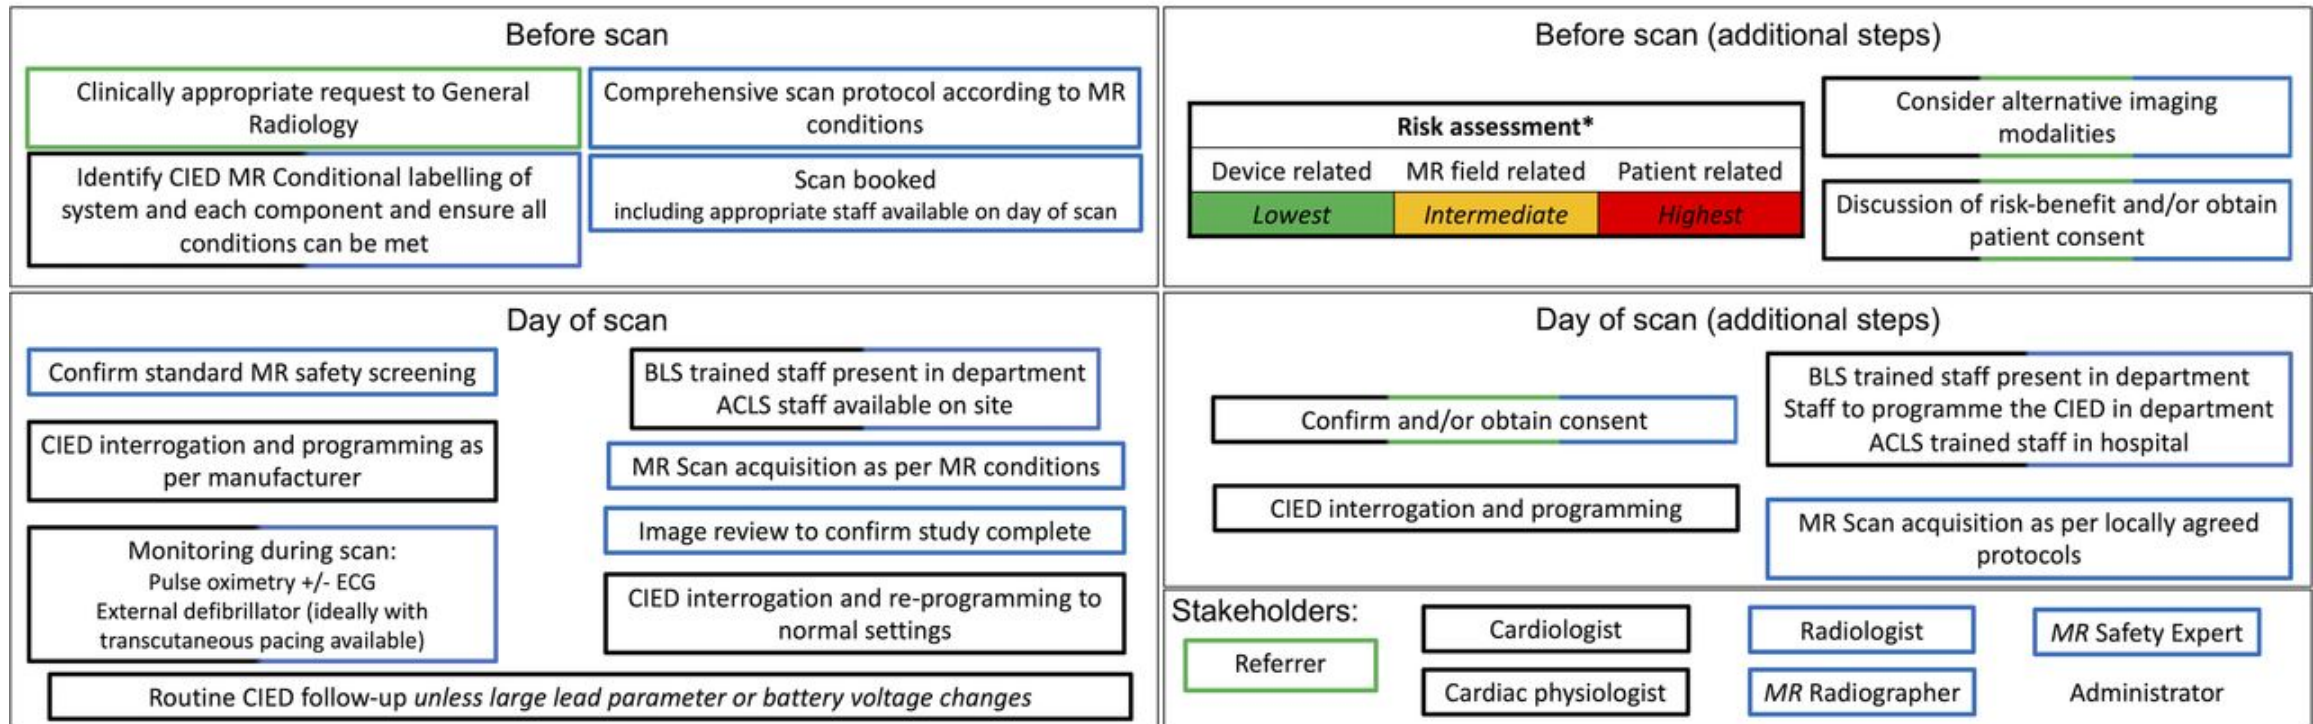 Before scan
Clinically appropriate request to General
Radiology
Identify CIED MR Conditional labelling of
system and each component and ensure all
conditions can be met
Comprehensive scan protocol according to MR
conditions
Scan booked
including appropriate staff available on day of scan
Before scan (additional steps)
Risk assessment*
Device related MR field related Patient related
Lowest Intermediate Highest
Consider alternative imaging
modalities
Discussion of risk-benefit and/or obtain
patient consent
Day of scan
Confirm standard MR safety screening
CIED interrogation and programming as
per manufacturer
Monitoring during scan:
Pulse oximetry +/- ECG
External defibrillator (ideally with
transcutaneous pacing available)
BLS trained staff present in department
ACLS staff available on site
MR Scan acquisition as per MR conditions
Image review to confirm study complete
CIED interrogation and re-programming to
normal settings
Routine CIED follow-up unless large lead parameter or battery voltage changes
Day of scan (additional steps)
Confirm and/or obtain consent
CIED interrogation and programming
BLS trained staff present in department
Staff to programme the CIED in department
ACLS trained staff in hospital
MR Scan acquisition as per locally agreed
protocols
Stakeholders:
Referrer
Cardiologist
Cardiac physiologist
Radiologist
MR Radiographer
MR Safety Expert
Administrator